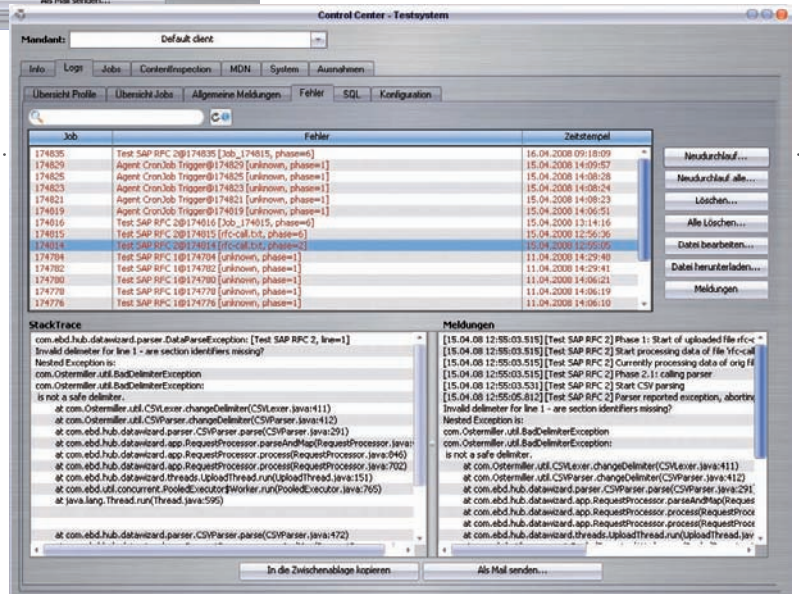 Als Mail senden...
Control Center - Testsystem
Mandant: Default client
Info Logs Jobs ContentInspection MDN System Ausnahmen
Übersicht Profile Übersicht Jobs Allgemeine Meldungen Fehler SQL Konfiguration
Job Fehler Zeitstempel
174835 Test SAP RFC 2@174835 [Job_174815, phase=6] 16.04.2008 09:18:09
174829 Agent CronJob Trigger@174829 [unknown, phase=1] 15.04.2008 14:09:57
174825 Agent CronJob Trigger@174825 [unknown, phase=1] 15.04.2008 14:08:28
174823 Agent CronJob Trigger@174823 [unknown, phase=1] 15.04.2008 14:08:24
174821 Agent CronJob Trigger@174821 [unknown, phase=1] 15.04.2008 14:08:23
174819 Agent CronJob Trigger@174819 [unknown, phase=1] 15.04.2008 14:06:51
174816 Test SAP RFC 2@174816 [Job_174815, phase=6] 15.04.2008 13:14:16
174815 Test SAP RFC 2@174815 [rfc-call.txt, phase=6] 15.04.2008 12:56:36
174814 Test SAP RFC 2@174814 [rfc-call.txt, phase=2] 15.04.2008 12:55:05
174784 Test SAP RFC 1@174784 [unknown, phase=1] 11.04.2008 14:29:48
174782 Test SAP RFC 1@174782 [unknown, phase=1] 11.04.2008 14:29:41
174780 Test SAP RFC 1@174780 [unknown, phase=1] 11.04.2008 14:06:21
174778 Test SAP RFC 1@174778 [unknown, phase=1] 11.04.2008 14:06:19
174776 Test SAP RFC 1@174776 [unknown, phase=1] 11.04.2008 14:06:10
Neudurchlauf...
Neudurchlauf alle...
Löschen...
Alle Löschen...
Datei bearbeiten...
Datei herunterladen...
Meldungen
StackTrace
com.ebd.hub.datawizard.parser.DataParseException: [Test SAP RFC 2, line=1]
Invalid delimeter for line 1 - are section identifiers missing?
Nested Exception is:
com.Ostermiller.util.BadDelimiterException
com.Ostermiller.util.BadDelimiterException:
is not a safe delimiter.
at com.Ostermiller.util.CSVLexer.changeDelimiter(CSVLexer.java:411)
at com.Ostermiller.util.CSVParser.changeDelimiter(CSVParser.java:412)
at com.ebd.hub.datawizard.parser.CSVParser.parse(CSVParser.java:291)
at com.ebd.hub.datawizard.app.RequestProcessor.parseAndMap(RequestProcessor.java:
at com.ebd.hub.datawizard.app.RequestProcessor.process(RequestProcessor.java:846)
at com.ebd.hub.datawizard.app.RequestProcessor.process(RequestProcessor.java:702)
at com.ebd.hub.datawizard.threads.UploadThread.run(UploadThread.java:151)
at com.ebd.util.concurrent.PooledExecutor$Worker.run(PooledExecutor.java:765)
at java.lang.Thread.run(Thread.java:595)
at com.ebd.hub.datawizard.parser.CSVParser.parse(CSVParser.java:472)
Meldungen
[15.04.08 12:55:03.515] [Test SAP RFC 2] Phase 1: Start of uploaded file rfc-c
[15.04.08 12:55:03.515] [Test SAP RFC 2] Start processing data of file 'rfc-call
[15.04.08 12:55:03.515] [Test SAP RFC 2] Currently processing data of orig fil
[15.04.08 12:55:03.531] [Test SAP RFC 2] Phase 2.1: calling parser
[15.04.08 12:55:03.531] [Test SAP RFC 2] Start CSV parsing
[15.04.08 12:55:05.812] [Test SAP RFC 2] Parser reported exception, aborting
Invalid delimeter for line 1 - are section identifiers missing?
Nested Exception is:
com.Ostermiller.util.BadDelimiterException
com.Ostermiller.util.BadDelimiterException:
is not a safe delimiter.
at com.Ostermiller.util.CSVLexer.changeDelimiter(CSVLexer.java:411)
at com.Ostermiller.util.CSVParser.changeDelimiter(CSVParser.java:412)
at com.ebd.hub.datawizard.parser.CSVParser.parse(CSVParser.java:291
at com.ebd.hub.datawizard.app.RequestProcessor.parseAndMap(Reques
at com.ebd.hub.datawizard.app.RequestProcessor.process(RequestProce
at com.ebd.hub.datawizard.app.RequestProcessor.process(RequestProce
at com.ebd.hub.datawizard.threads.UploadThread.run(UploadThread.jav
In die Zwischenablage kopieren Als Mail senden...